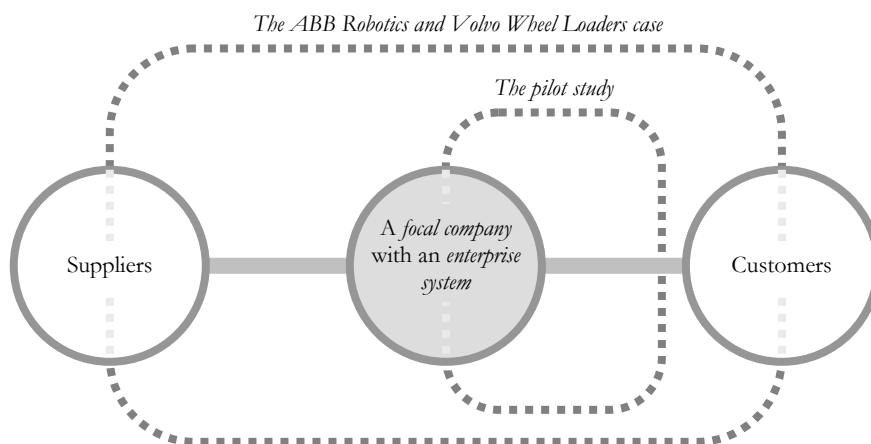 The ABB Robotics and Volvo Wheel Loaders case
The pilot study
Suppliers
A focal company
with an enterprise
system
Customers